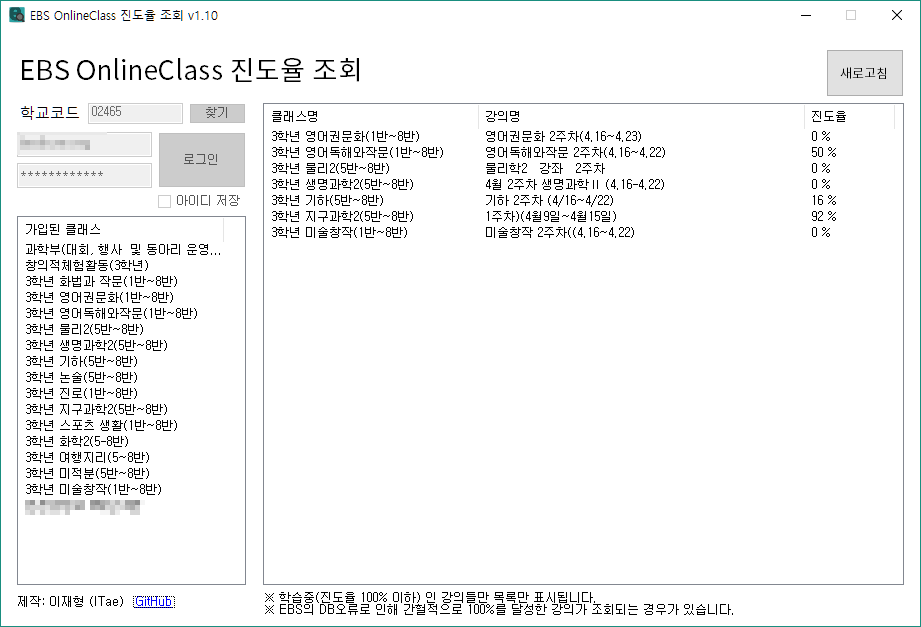 EBS OnlineClass 진도율 조회 v1.10
EBS OnlineClass 진도율 조회
새로고침
학교코드 02465 찾기
************
로그인
아이디 저장
가입된 클래스
과학부(대회, 행사 및 동아리 운영...
창의적체험활동(3학년)
3학년 화법과 작문(1반~8반)
3학년 영어권문화(1반~8반)
3학년 영어독해와작문(1반~8반)
3학년 물리2(5반~8반)
3학년 생명과학2(5반~8반)
3학년 기하(5반~8반)
3학년 논술(5반~8반)
3학년 진로(1반~8반)
3학년 지구과학2(5반~8반)
3학년 스포츠 생활(1반~8반)
3학년 화학2(5-8반)
3학년 여행지리(5~8반)
3학년 미적분(5반~8반)
3학년 미술창작(1반~8반)
클래스명 강의명 진도율
3학년 영어권문화(1반~8반) 영어권문화 2주차(4.16~4.23) 0 %
3학년 영어독해와작문(1반~8반) 영어독해와작문 2주차(4.16~4.22) 50 %
3학년 물리2(5반~8반) 물리학2 강좌 2주차 0 %
3학년 생명과학2(5반~8반) 4월 2주차 생명과학Ⅱ (4.16-4.22) 0 %
3학년 기하(5반~8반) 기하 2주차 (4/16~4/22) 16 %
3학년 지구과학2(5반~8반) 1주차)(4월9일~4월15일) 92 %
3학년 미술창작(1반~8반) 미술창작 2주차((4.16~4.22) 0 %
제작: 이재형 (ITae) GitHub
※ 학습중(진도율 100% 이하) 인 강의들만 목록만 표시됩니다.
※ EBS의 DB오류로 인해 간헐적으로 100%를 달성한 강의가 조회되는 경우가 있습니다.